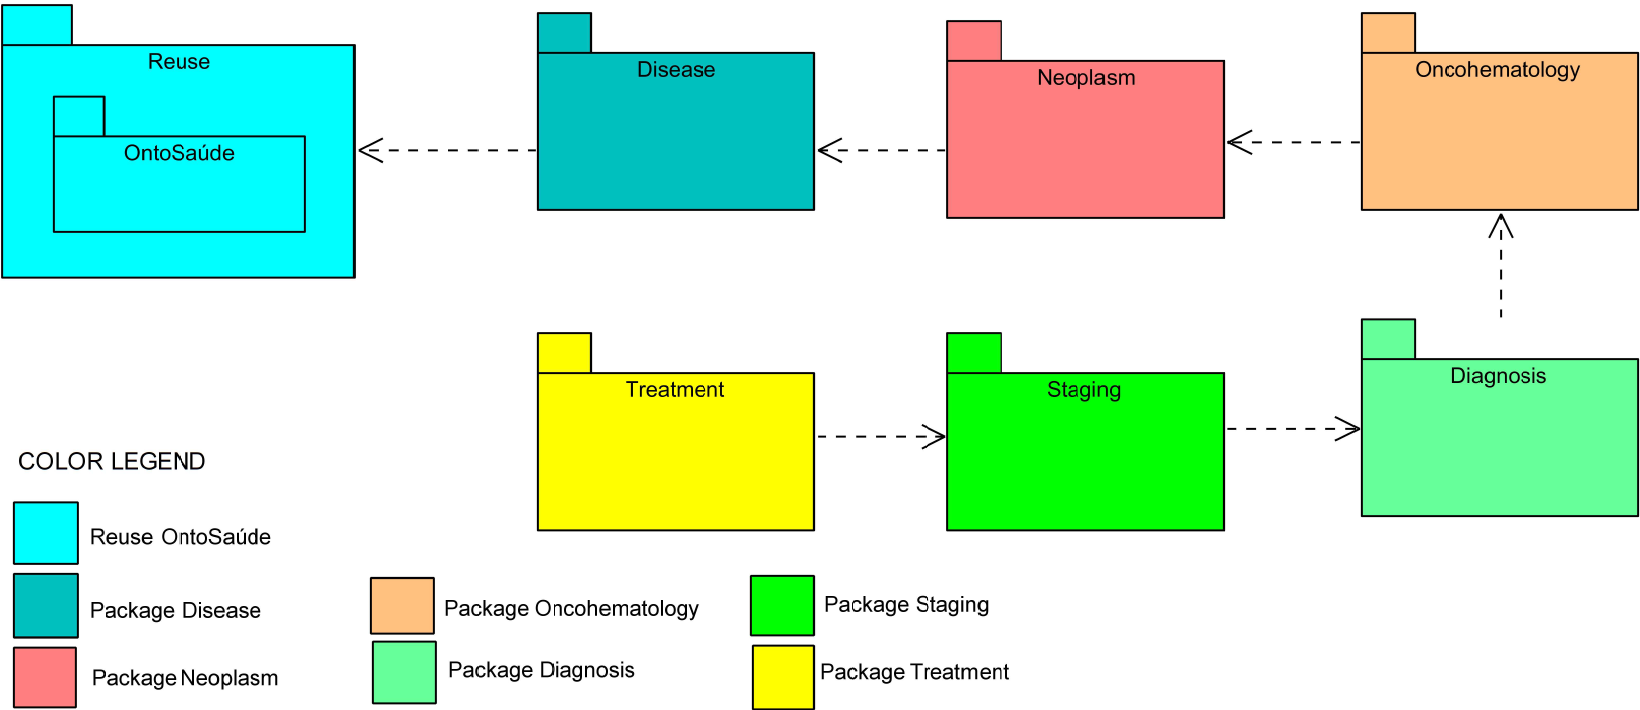 Reuse
OntoSaúde
Disease
Neoplasm
Oncohematology
Treatment
Staging
Diagnosis
COLOR LEGEND
Reuse OntoSaúde
Package Disease
Package Neoplasm
Package Oncohematology
Package Diagnosis
Package Staging
Package Treatment